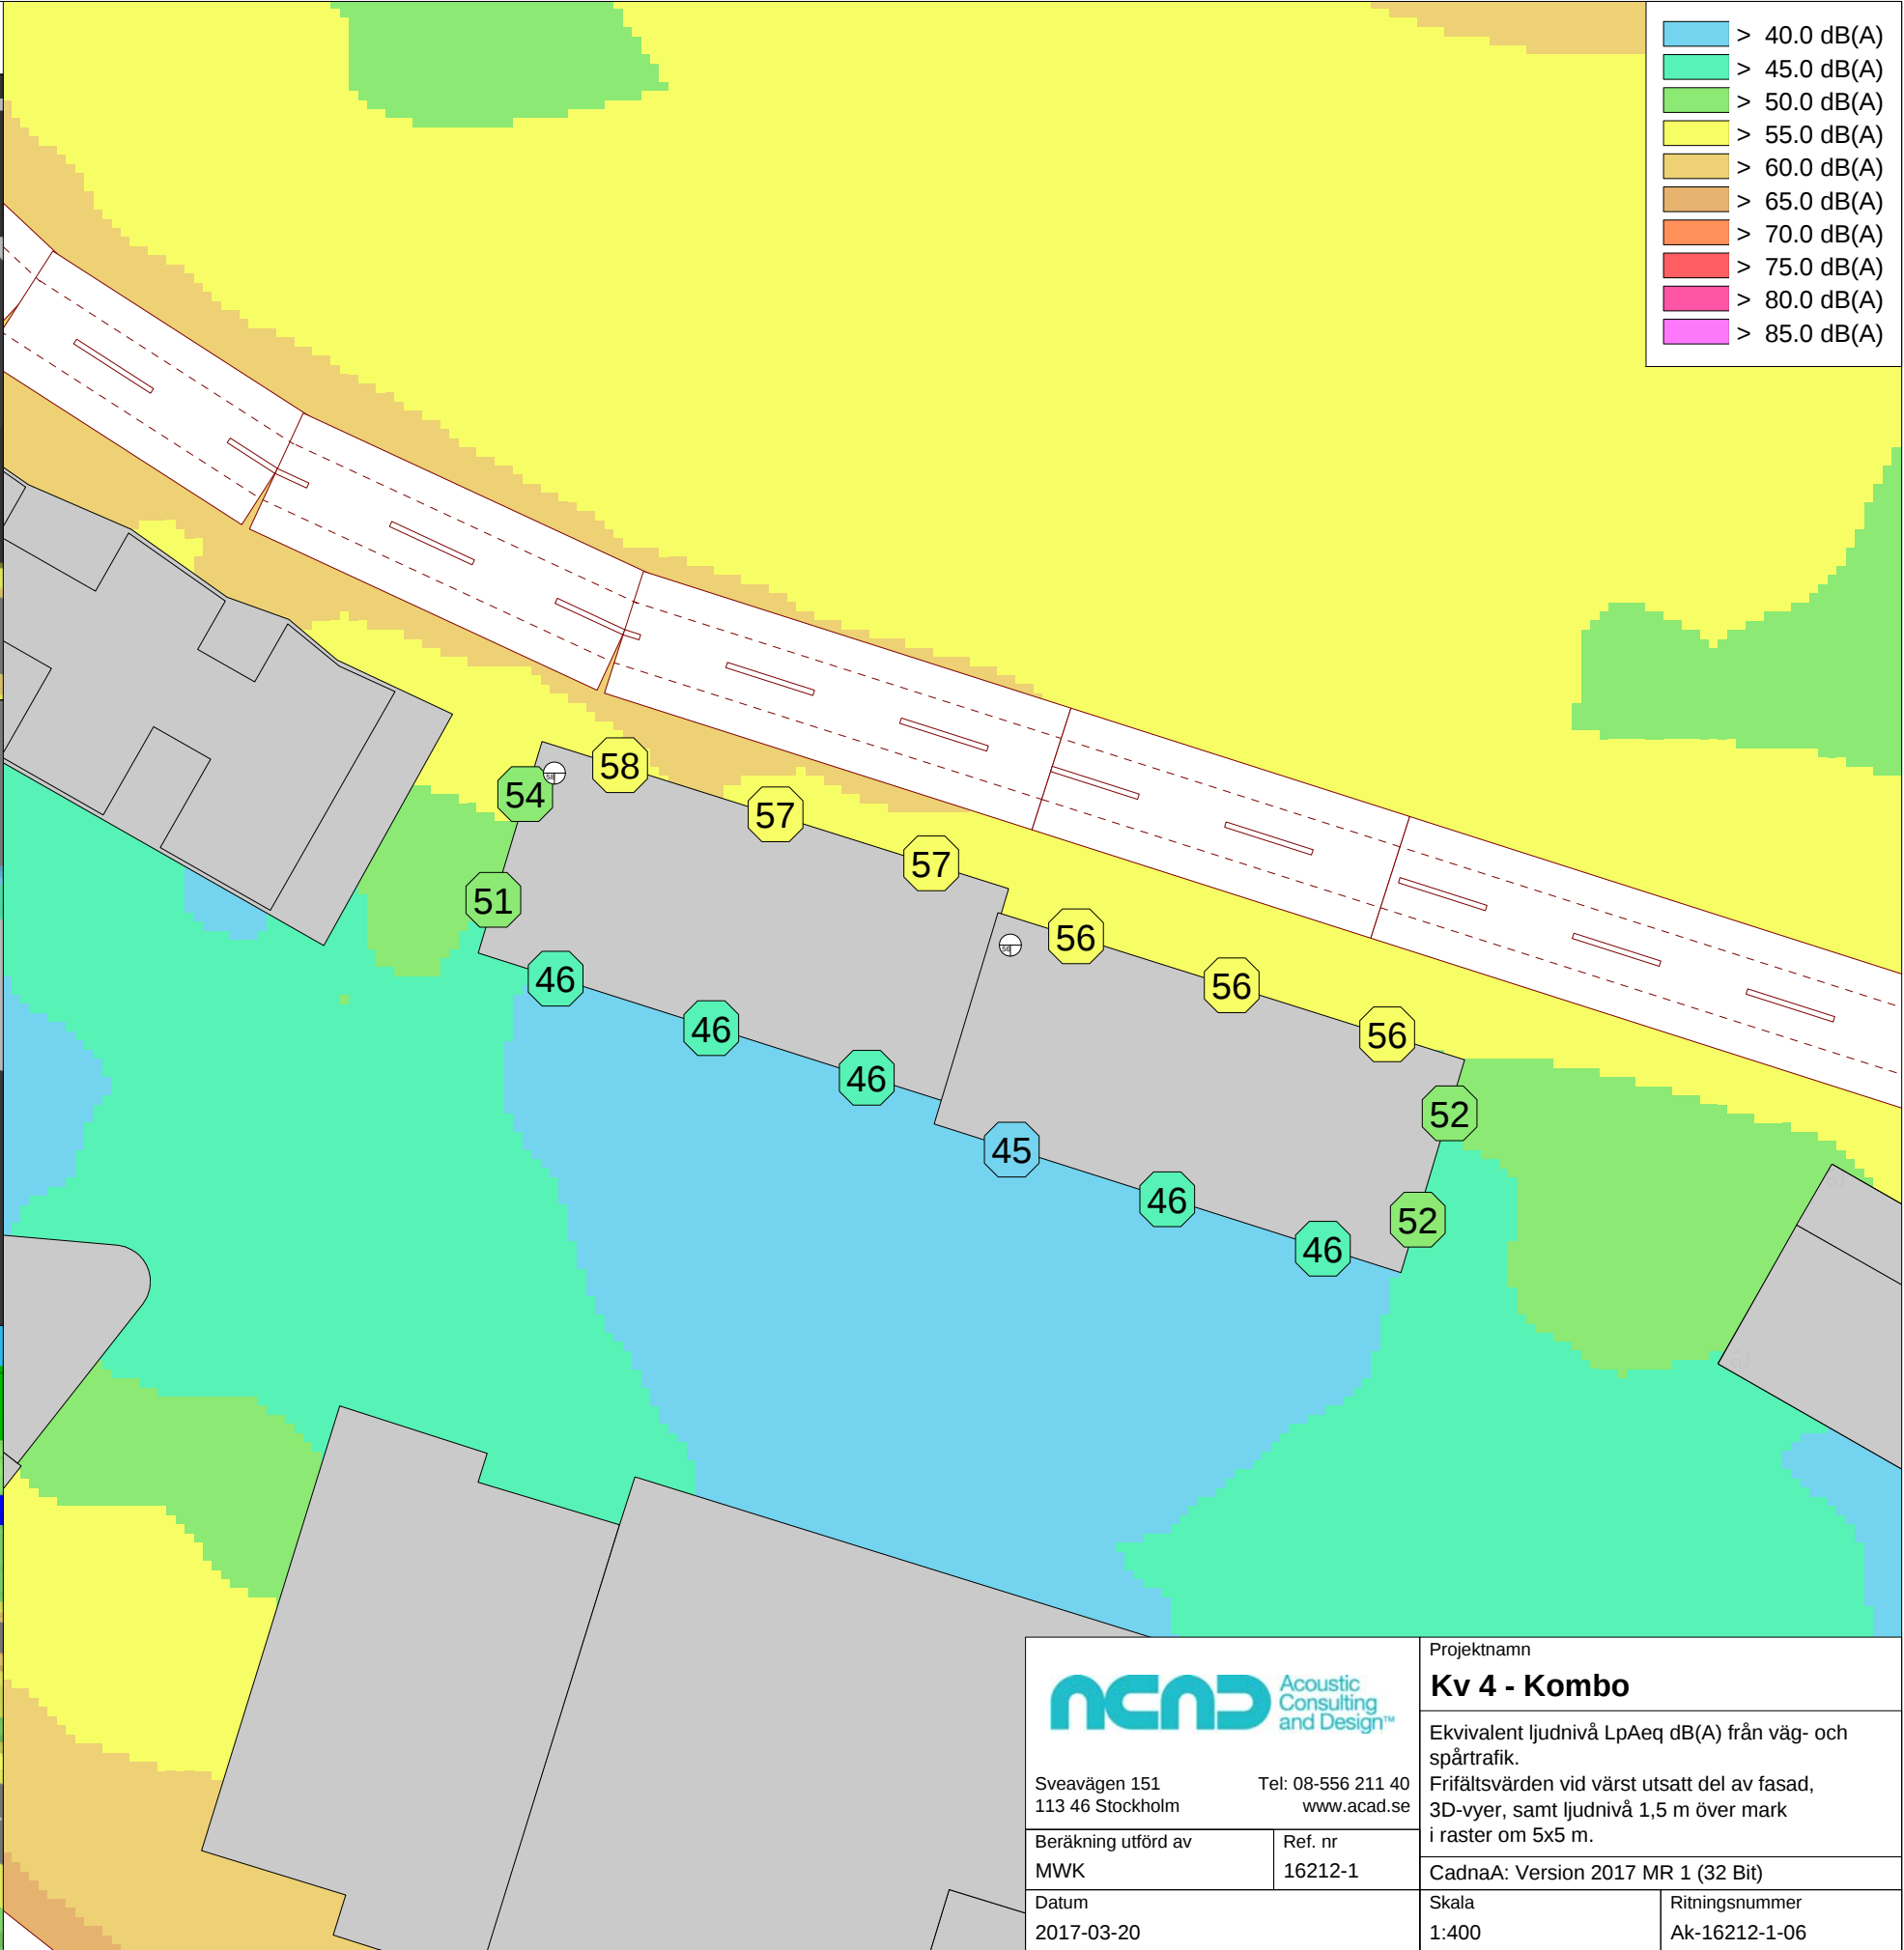 > 40.0 dB(A)
> 45.0 dB(A)
> 50.0 dB(A)
> 55.0 dB(A)
> 60.0 dB(A)
> 65.0 dB(A)
> 70.0 dB(A)
> 75.0 dB(A)
> 80.0 dB(A)
> 85.0 dB(A)
58
54
58
57
57
51
56
56
56
56
46
46
46
52
45
46
52
46
ACAD
Acoustic
Consulting
and Design™
Sveavägen 151
113 46 Stockholm
Tel: 08-556 211 40
www.acad.se
Beräkning utförd av
MWK
Ref. nr
16212-1
Datum
2017-03-20
Projektnamn
Kv 4 - Kombo
Ekvivalent ljudnivå LpAeq dB(A) från väg- och
spårtrafik.
Frifältsvärden vid värst utsatt del av fasad,
3D-vyer, samt ljudnivå 1,5 m över mark
i raster om 5x5 m.
CadnaA: Version 2017 MR 1 (32 Bit)
Skala
1:400
Ritningsnummer
Ak-16212-1-06